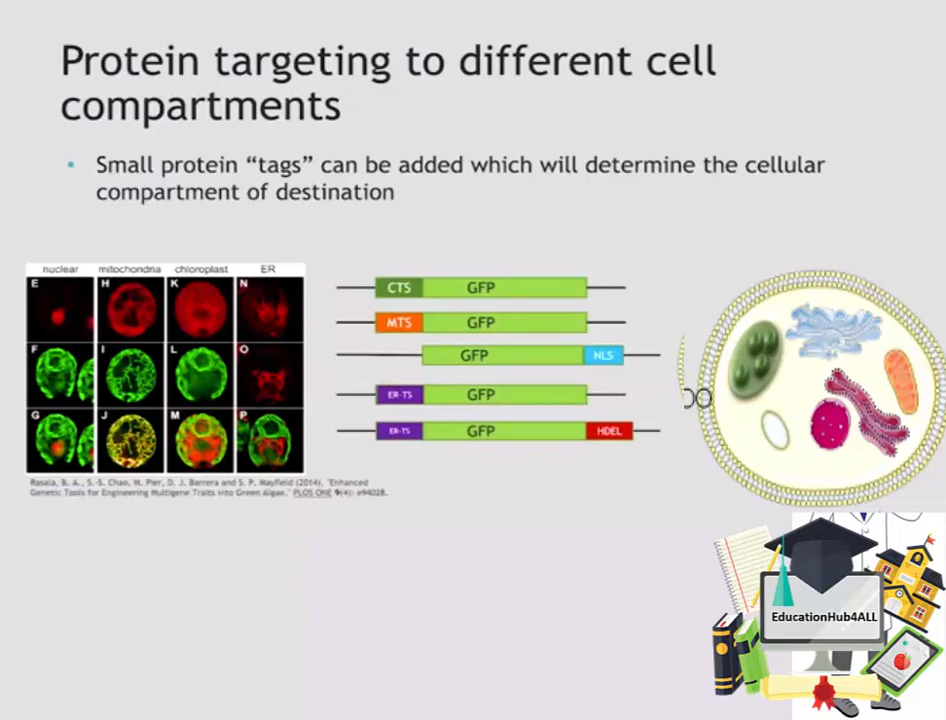 Protein targeting to different cell
compartments
• Small protein “tags” can be added which will determine the cellular
compartment of destination
nuclear mitochondria chloroplast ER
E H K N
F I L O
G J M P
CTS GFP
MTS GFP
GFP NLS
ER-TS GFP
ER-TS GFP HDEL
Rasala, B. A., S.-S. Chao, M. Pier, D. J. Barrera and S. P. Mayfield (2014). "Enhanced
Genetic Tools for Engineering Multigene Traits into Green Algae." PLOS ONE 9(4): e94028.
EducationHub4ALL